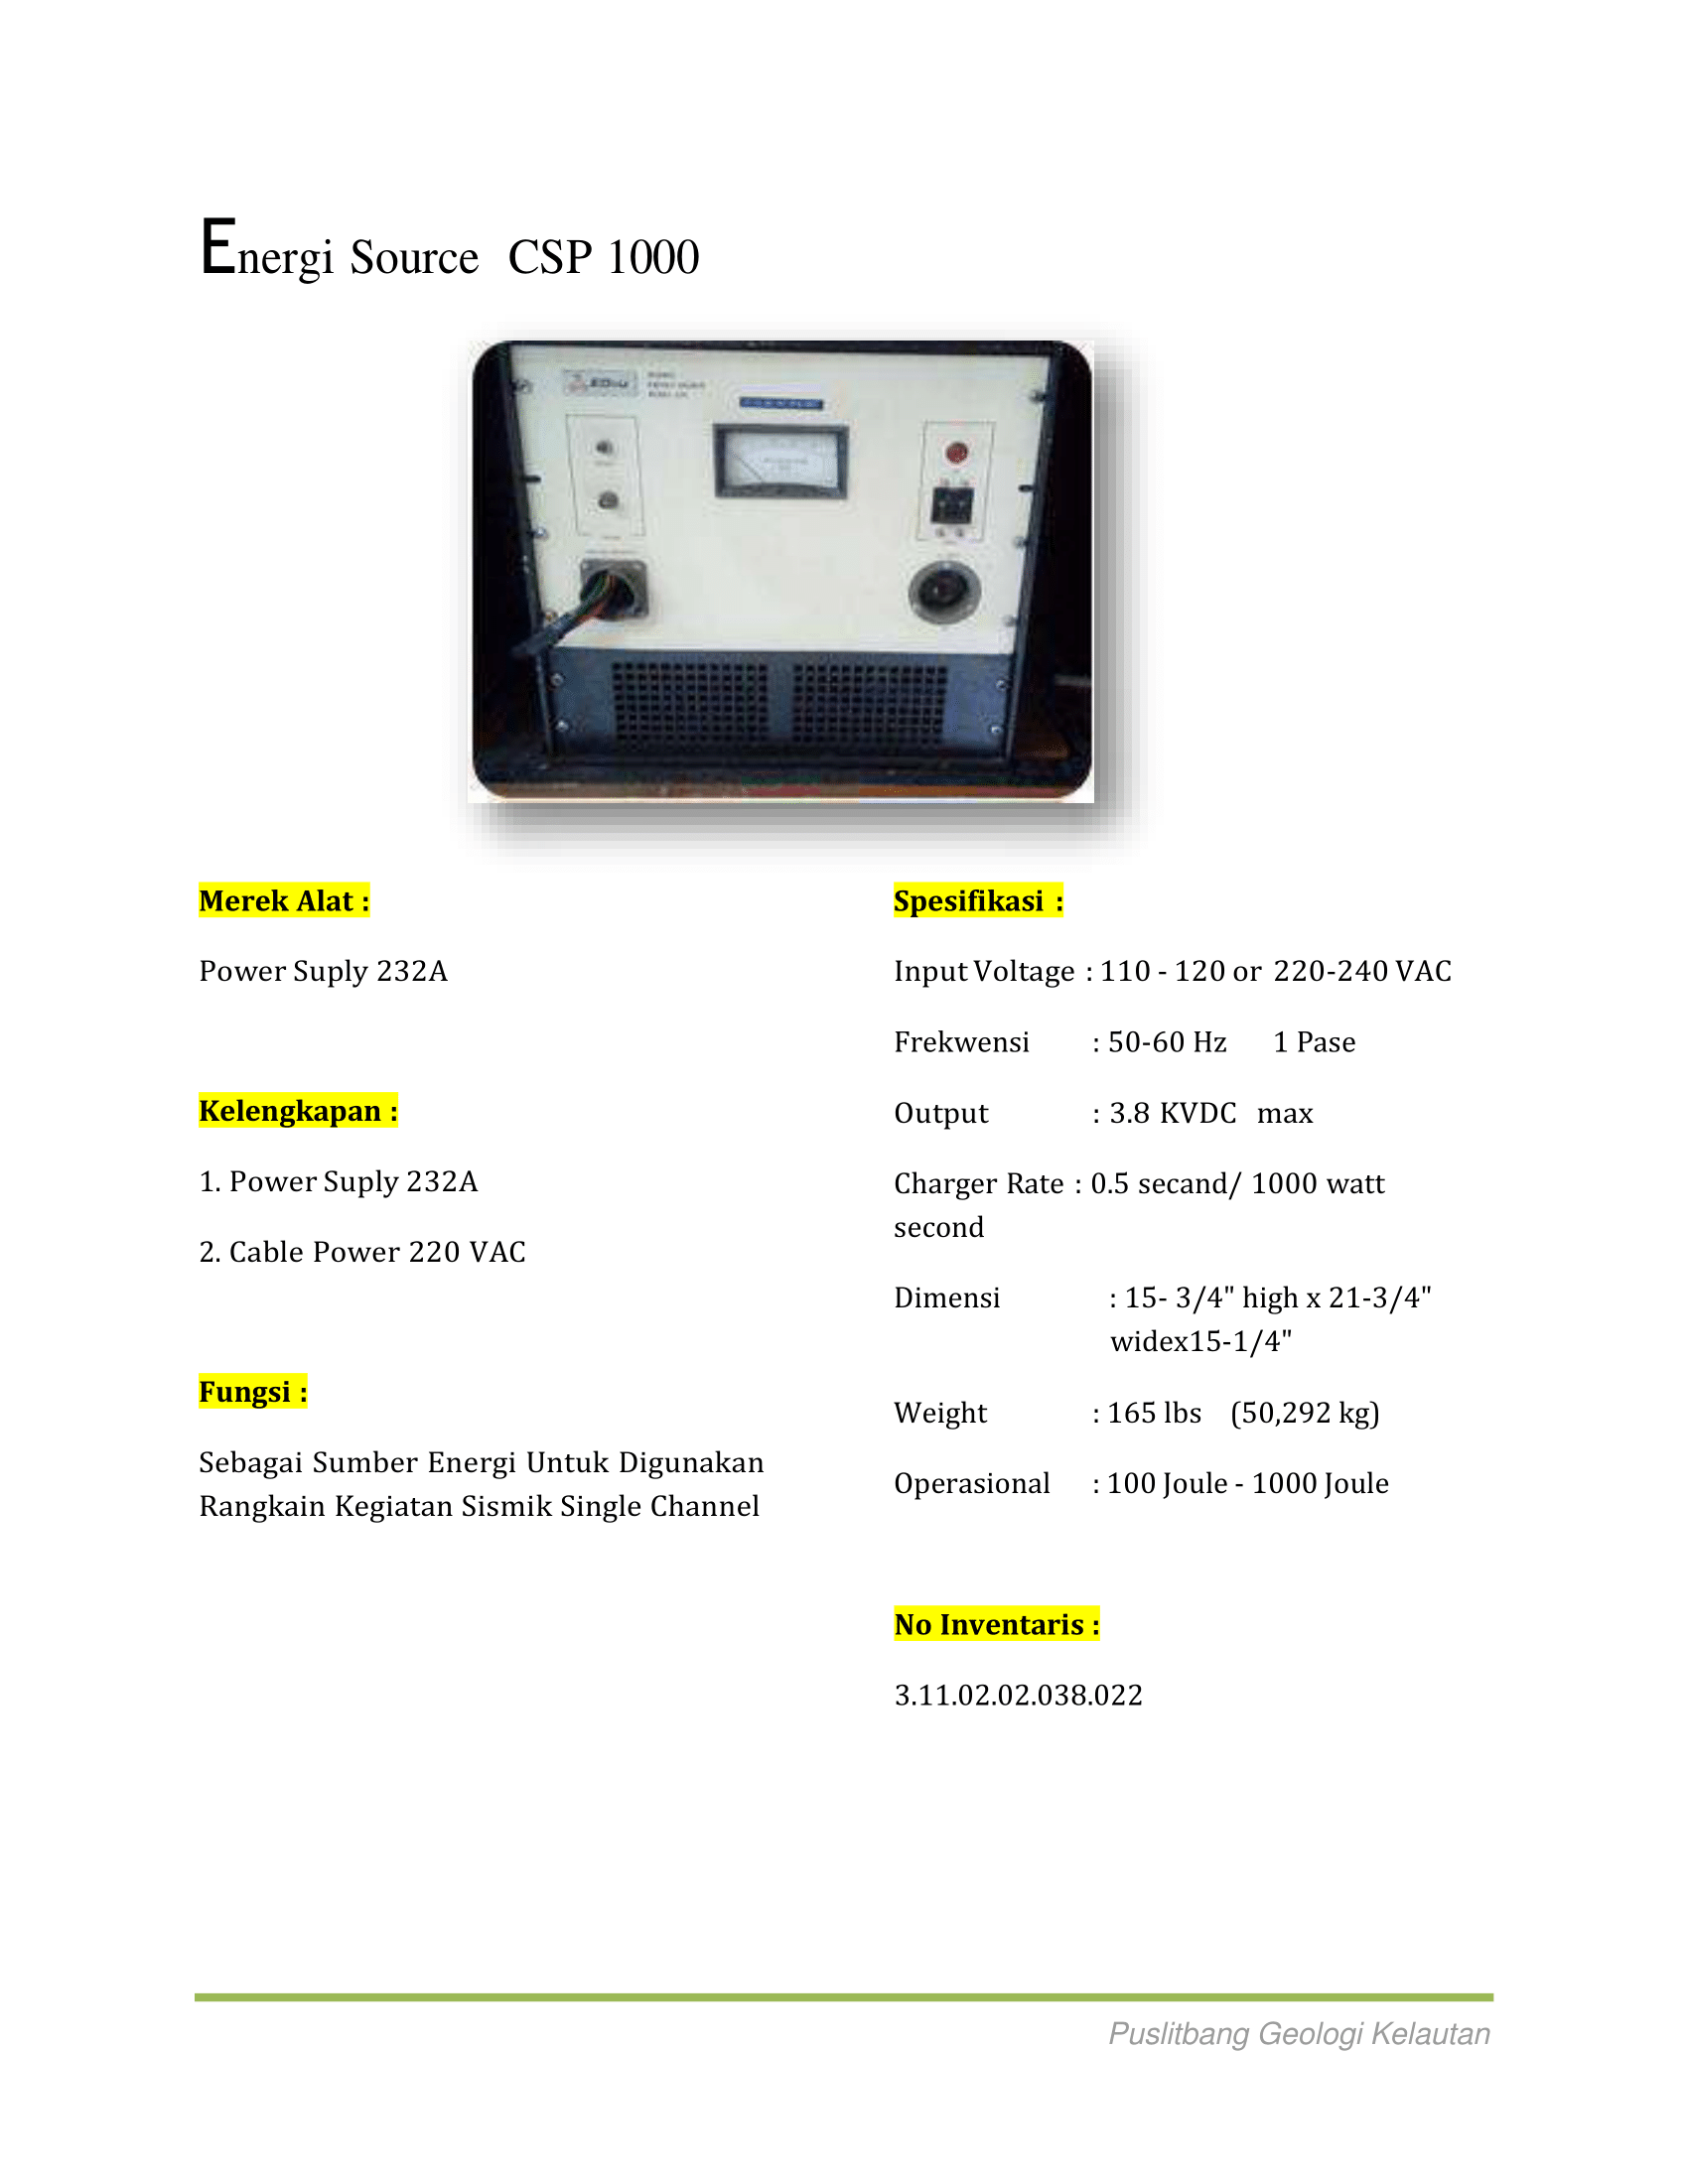 Energi Source CSP 1000
Merek Alat :
Power Suply 232A
Kelengkapan :
1. Power Suply 232A
2. Cable Power 220 VAC
Fungsi :
Sebagai Sumber Energi Untuk Digunakan
Rangkain Kegiatan Sismik Single Channel
Spesifikasi :
Input Voltage : 110 - 120 or 220-240 VAC
Frekwensi : 50-60 Hz 1 Pase
Output : 3.8 KVDC max
Charger Rate : 0.5 secand/ 1000 watt
second
Dimensi : 15- 3/4" high x 21-3/4"
widex15-1/4"
Weight : 165 lbs (50,292 kg)
Operasional : 100 Joule - 1000 Joule
No Inventaris :
3.11.02.02.038.022
Puslitbang Geologi Kelautan